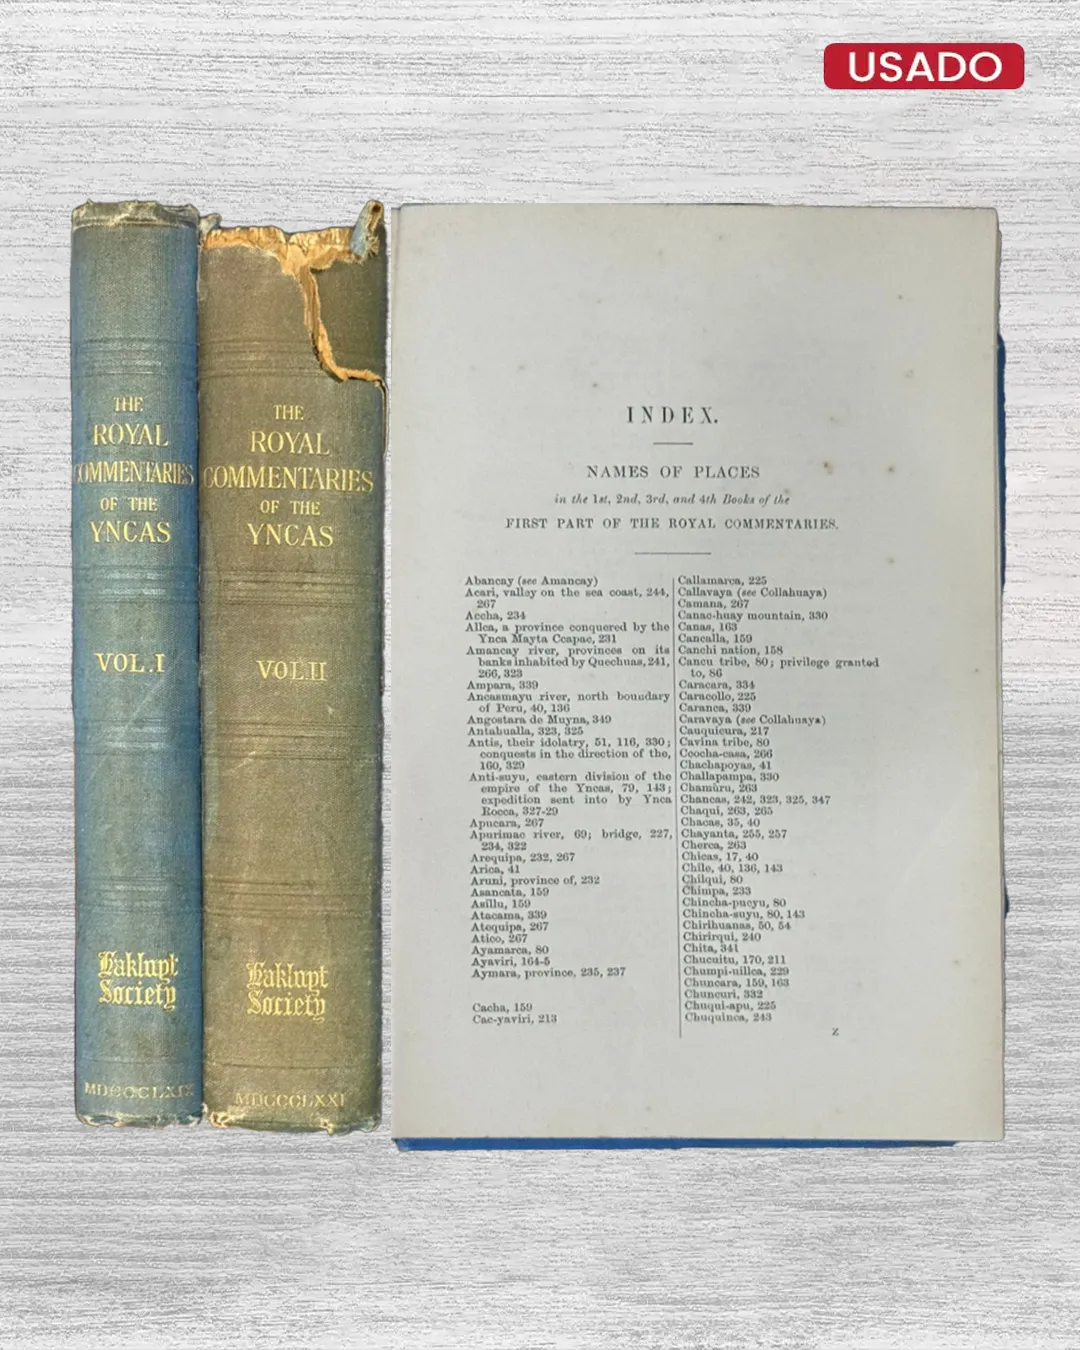 USADO
THE
ROYAL
COMMENTARIES
OF THE
YNCAS
VOL.I
Hakluyt
Society
MDCCCLXIX
THE
ROYAL
COMMENTARIES
OF THE
YNCAS
VOL.II
Hakluyt
Society
MDCCCLXXI
INDEX.
NAMES OF PLACES
in the 1st, 2nd, 3rd, and 4th Books of the
FIRST PART OF THE ROYAL COMMENTARIES.
Abancay (see Amancay)
Acari, valley on the sea coast, 244,
267
Accha, 234
Allca, a province conquered by the
Ynca Mayta Ccapac, 231
Amancay river, provinces on its
banks inhabited by Quechuas, 241,
266, 323
Ampara, 339
Ancasmayu river, north boundary
of Peru, 40, 136
Angostara de Muyna, 349
Antahualla, 323, 325
Antis, their idolatry, 51, 116, 330;
conquests in the direction of the,
160, 329
Anti-suyu, eastern division of the
empire of the Yncas, 79, 143;
expedition sent into by Ynca
Rocca, 327-29
Apucara, 267
Apurimac river, 69; bridge, 227,
234, 322
Arequipa, 232, 267
Arica, 41
Aruni, province of, 232
Asancata, 159
Asillu, 159
Atacama, 339
Atequipa, 267
Atico, 267
Ayamarca, 80
Ayaviri, 164-5
Aymara, province, 235, 237
Cacha, 159
Cac-yaviri, 213
Callamarca, 225
Callavaya (see Collahuaya)
Camana, 267
Canac-huay mountain, 330
Canas, 163
Cancalla, 159
Canchi nation, 158
Cancu tribe, 80; privilege granted
to, 86
Caracara, 334
Caracollo, 225
Caranca, 339
Caravaya (see Collahuaya)
Cauquicura, 217
Cavina tribe, 80
Ccocha-casa, 266
Chachapoyas, 41
Challapampa, 330
Chamuru, 263
Chancas, 242, 323, 325, 347
Chaqui, 263, 265
Chacas, 35, 40
Chayanta, 255, 257
Cherca, 263
Chicas, 17, 40
Chile, 40, 136, 143
Chilqui, 80
Chimpa, 233
Chincha-pucyu, 80
Chincha-suyu, 80, 143
Chirihuanas, 50, 54
Chirirqui, 240
Chita, 341
Chucuitu, 170, 211
Chumpi-uillca, 229
Chuncara, 159, 163
Chuncuri, 332
Chuqui-apu, 225
Chuquinca, 243
Z